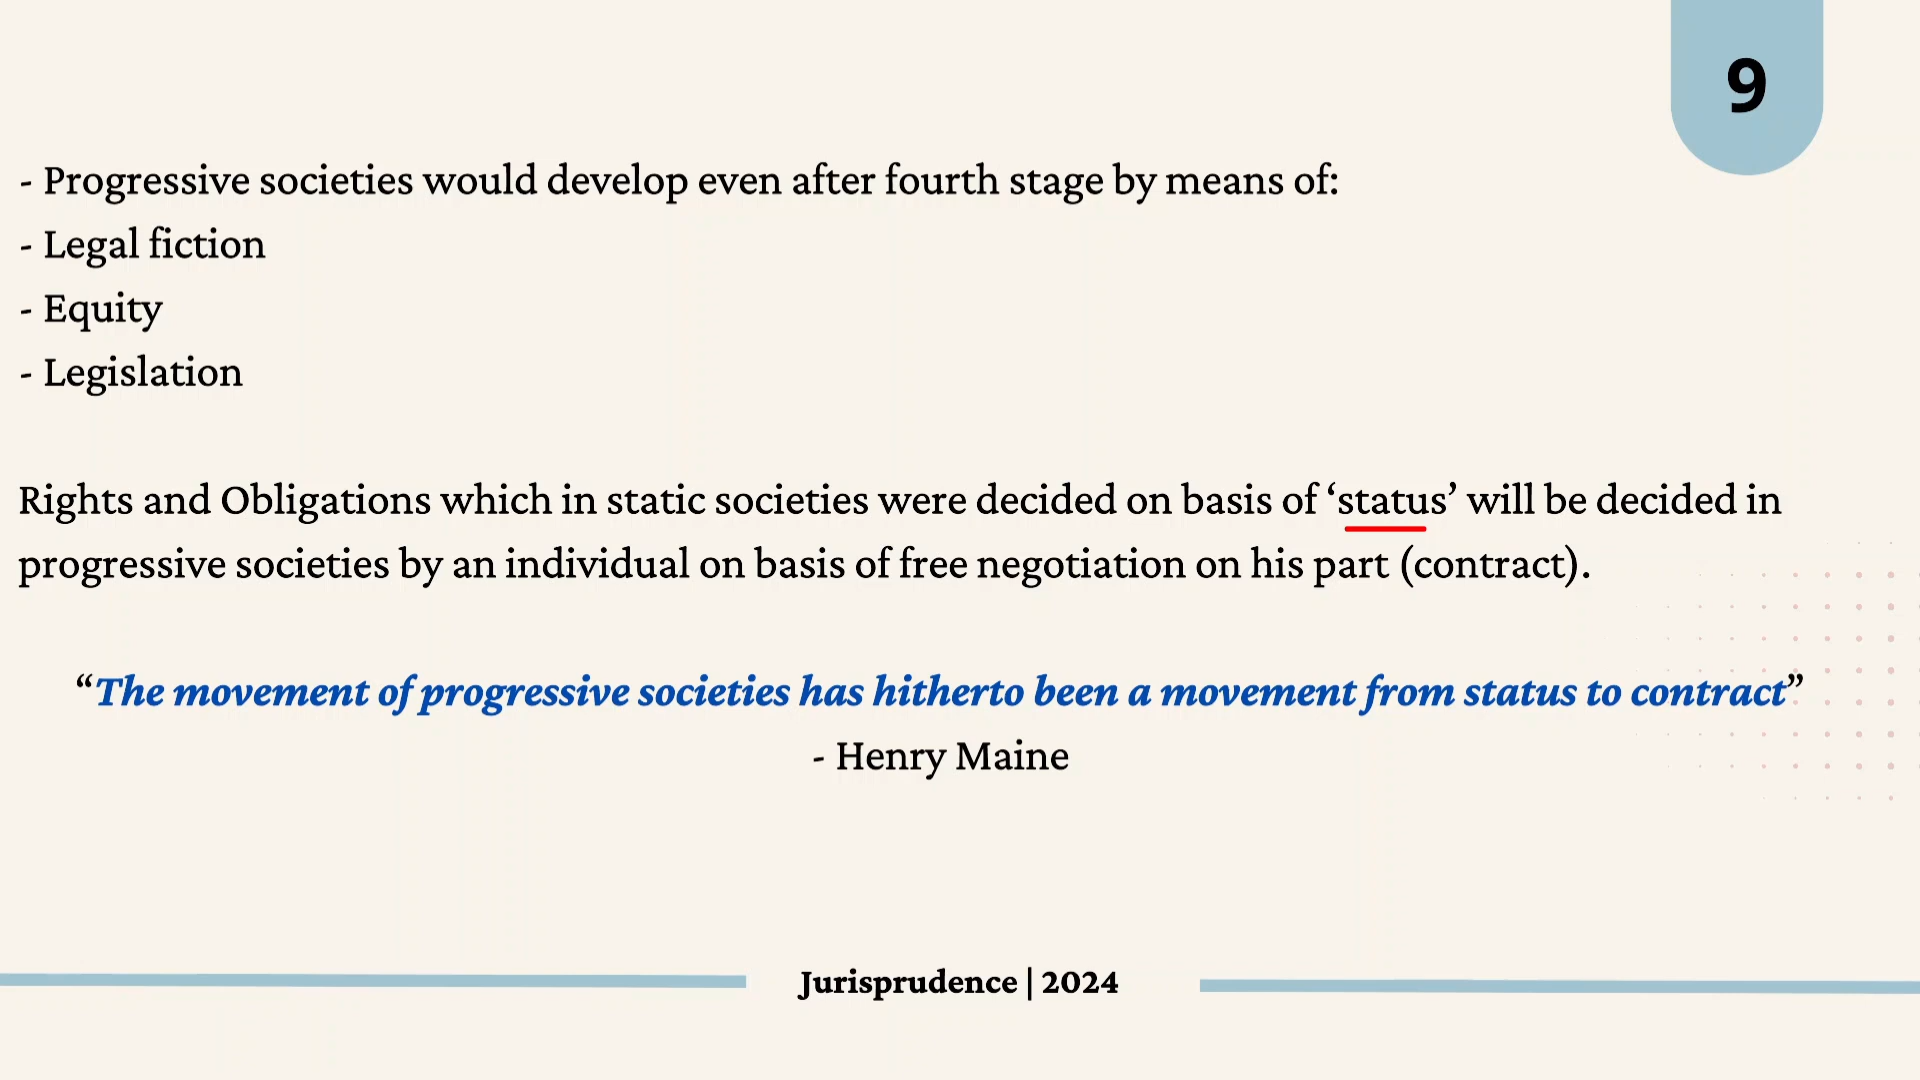 9
- Progressive societies would develop even after fourth stage by means of:
- Legal fiction
- Equity
- Legislation
Rights and Obligations which in static societies were decided on basis of ‘status’ will be decided in
progressive societies by an individual on basis of free negotiation on his part (contract).
“The movement of progressive societies has hitherto been a movement from status to contract”
- Henry Maine
Jurisprudence | 2024